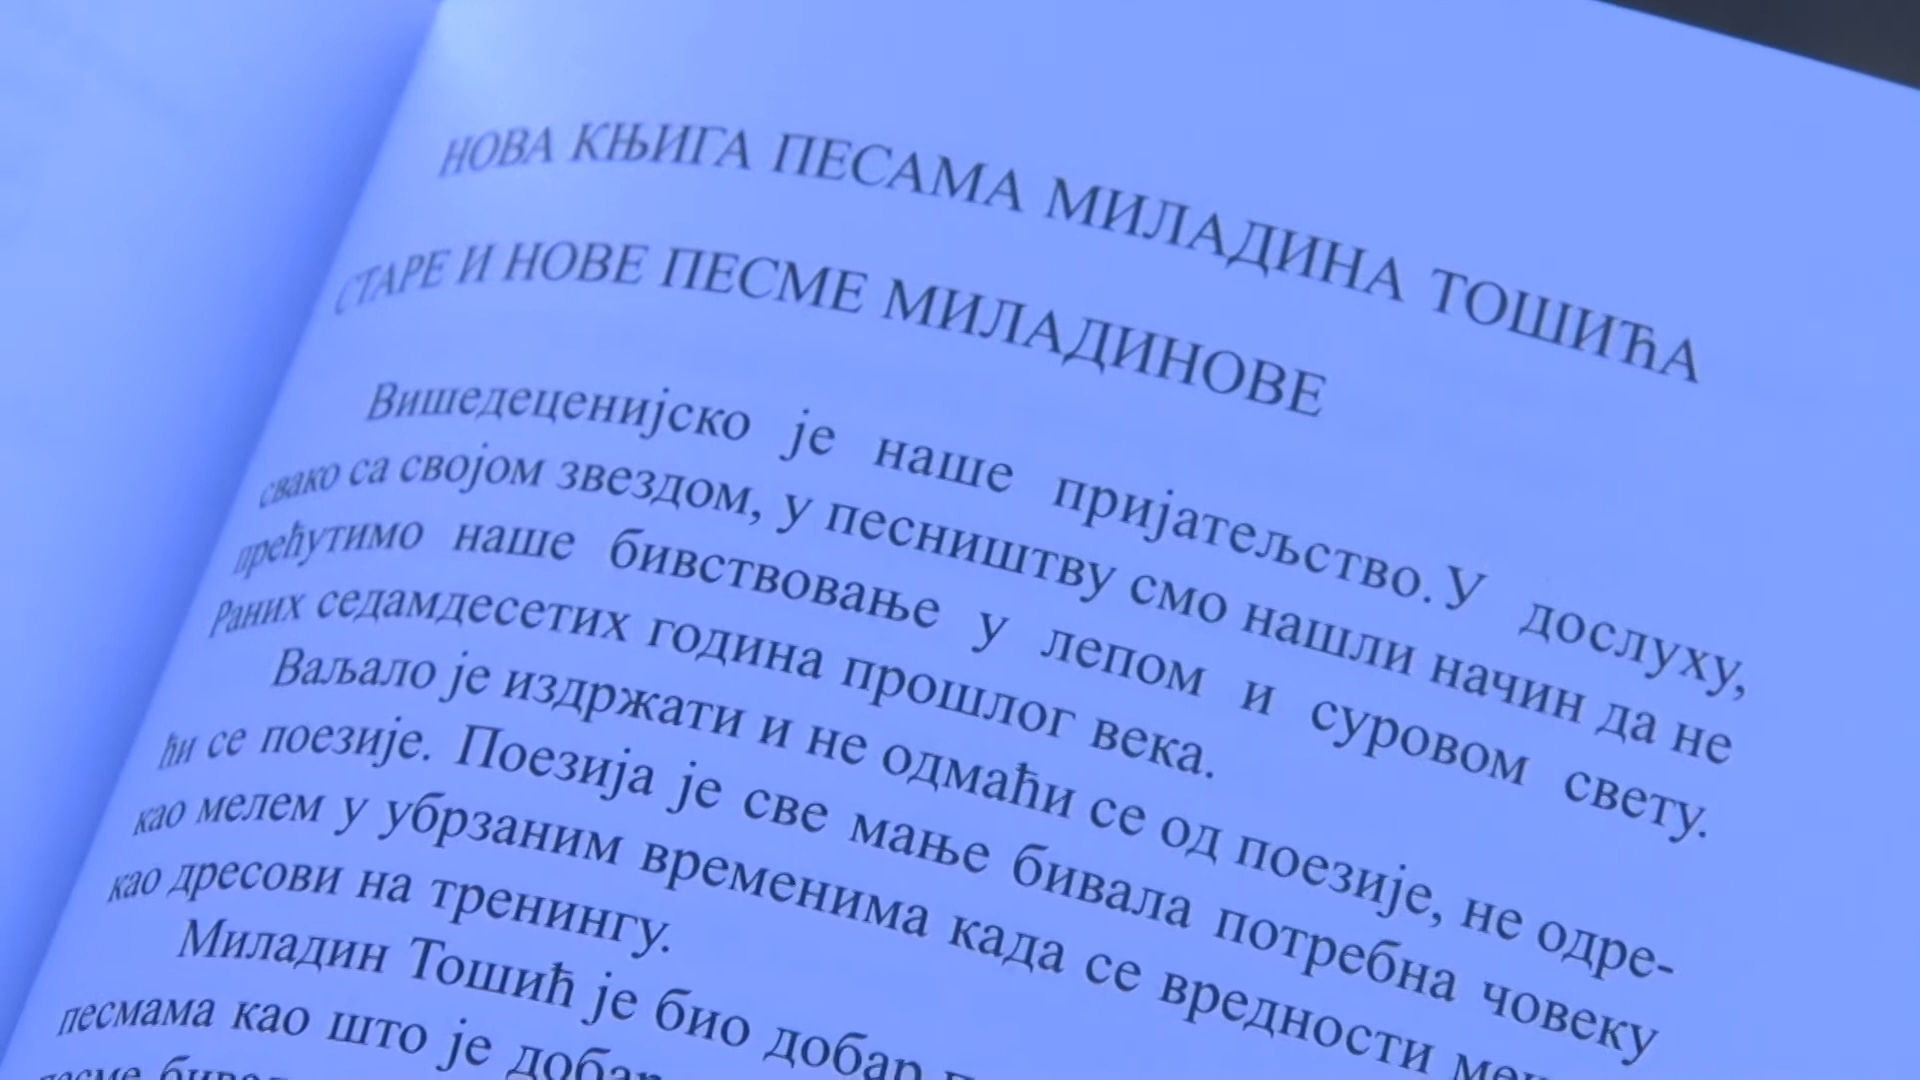 НОВА КЊИГА ПЕСАМА МИЛАДИНА ТОШИЋА
СТАРЕ И НОВЕ ПЕСМЕ МИЛАДИНОВЕ
Вишедеценијско је наше пријатељство. У дослуху,
свако са својом звездом, у песништву смо нашли начин да не
прећутимо наше бивствовање у лепом и суровом свету.
Раних седамдесетих година прошлог века.
Ваљало је издржати и не одмаћи се од поезије, не одре-
ћи се поезије. Поезија је све мање бивала потребна човеку
као мелем у убрзаним временима када се вредности
као дресови на тренингу.
Миладин Тошић је био добар
песмама као што је добар
песме